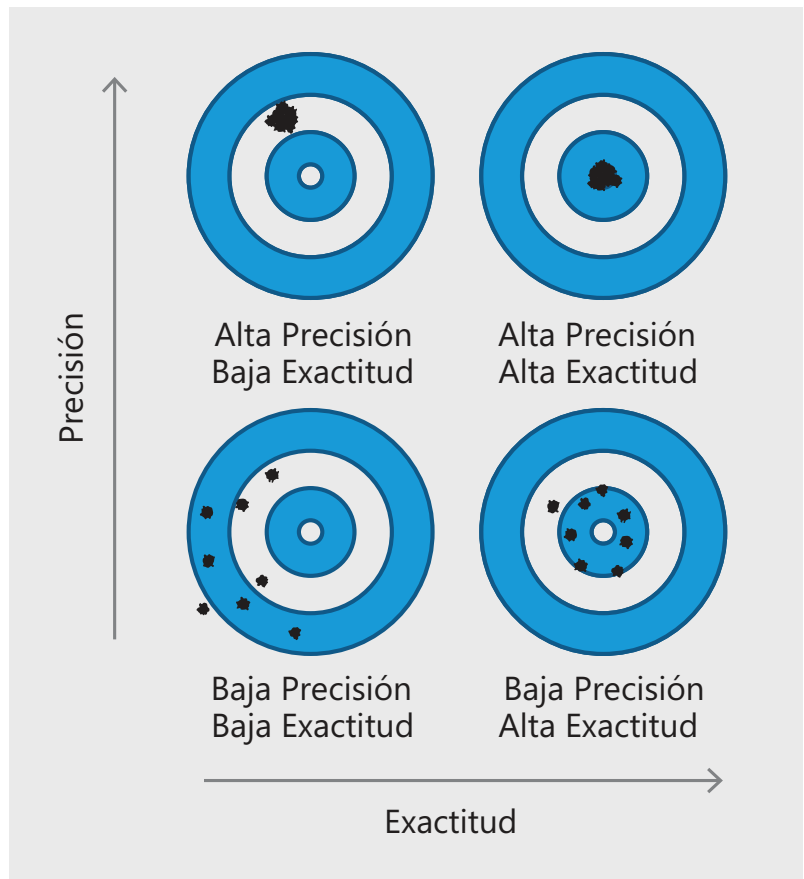 Precisión
Alta Precisión
Baja Exactitud
Alta Precisión
Alta Exactitud
Baja Precisión
Baja Exactitud
Baja Precisión
Alta Exactitud
Exactitud